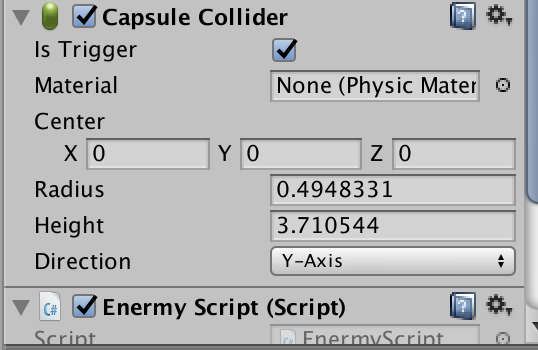 Capsule Collider
Is Trigger
Material None (Physic Mater
Center
X 0 Y 0 Z 0
Radius 0.4948331
Height 3.710544
Direction Y-Axis
C# Enermy Script (Script)
Script EnermyScript